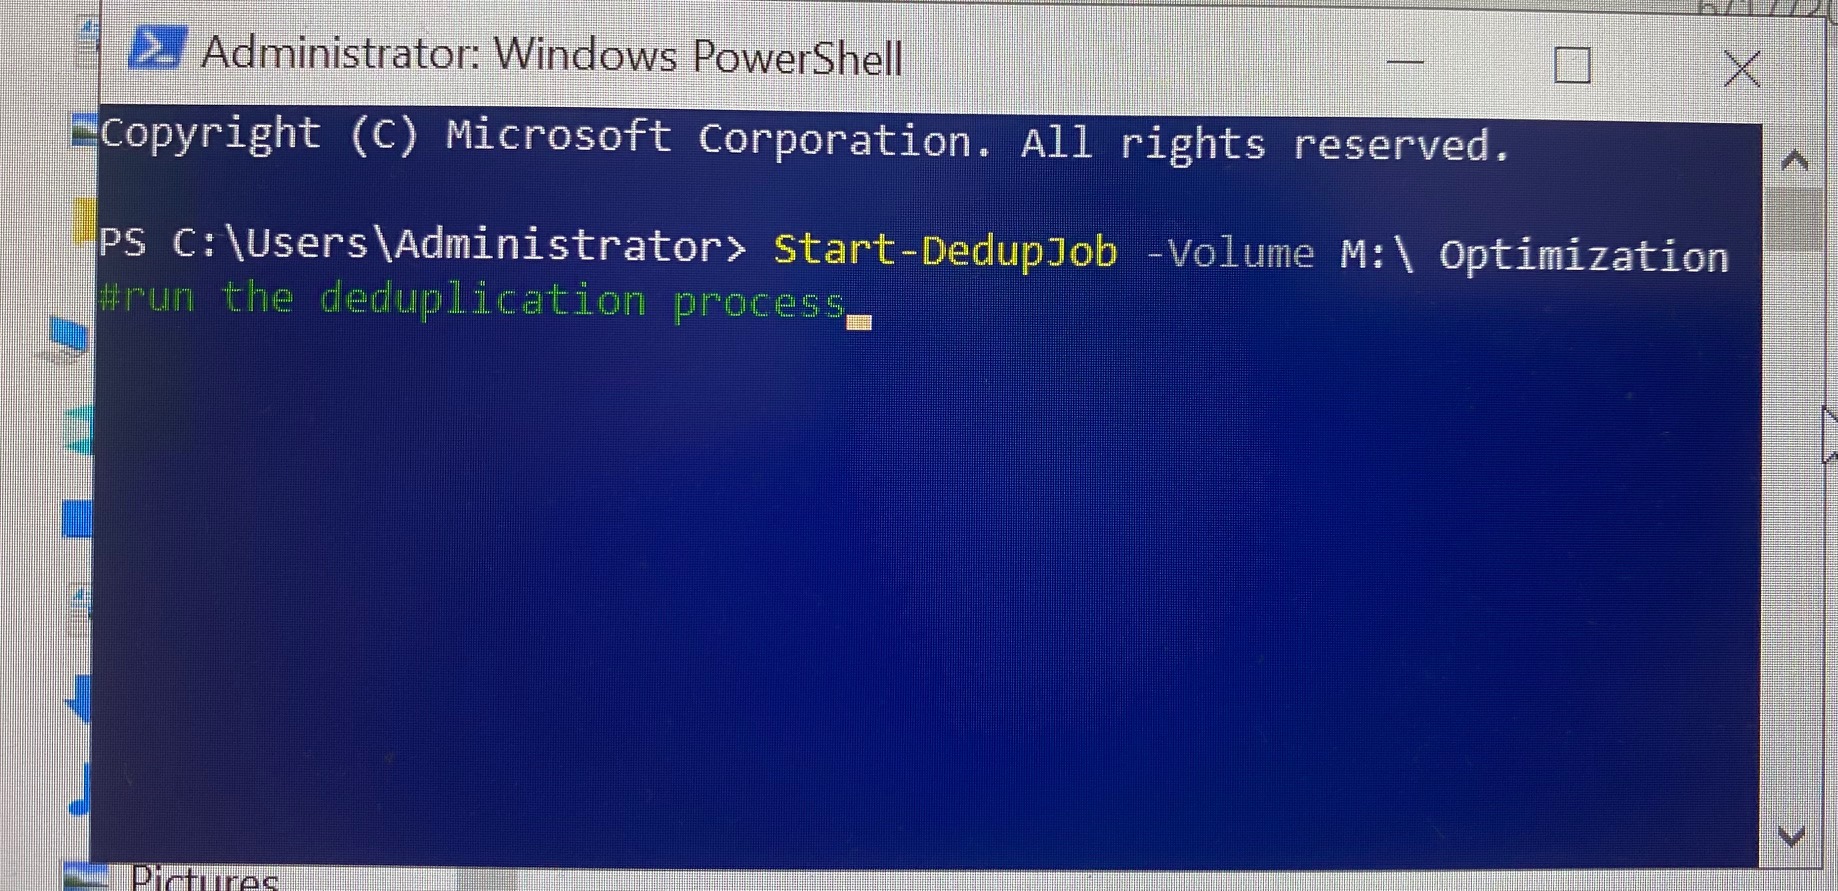 Administrator: Windows PowerShell
Copyright (C) Microsoft Corporation. All rights reserved.
PS C:\Users\Administrator> Start-DedupJob -Volume M:\ Optimization
#run the deduplication process
Pictures